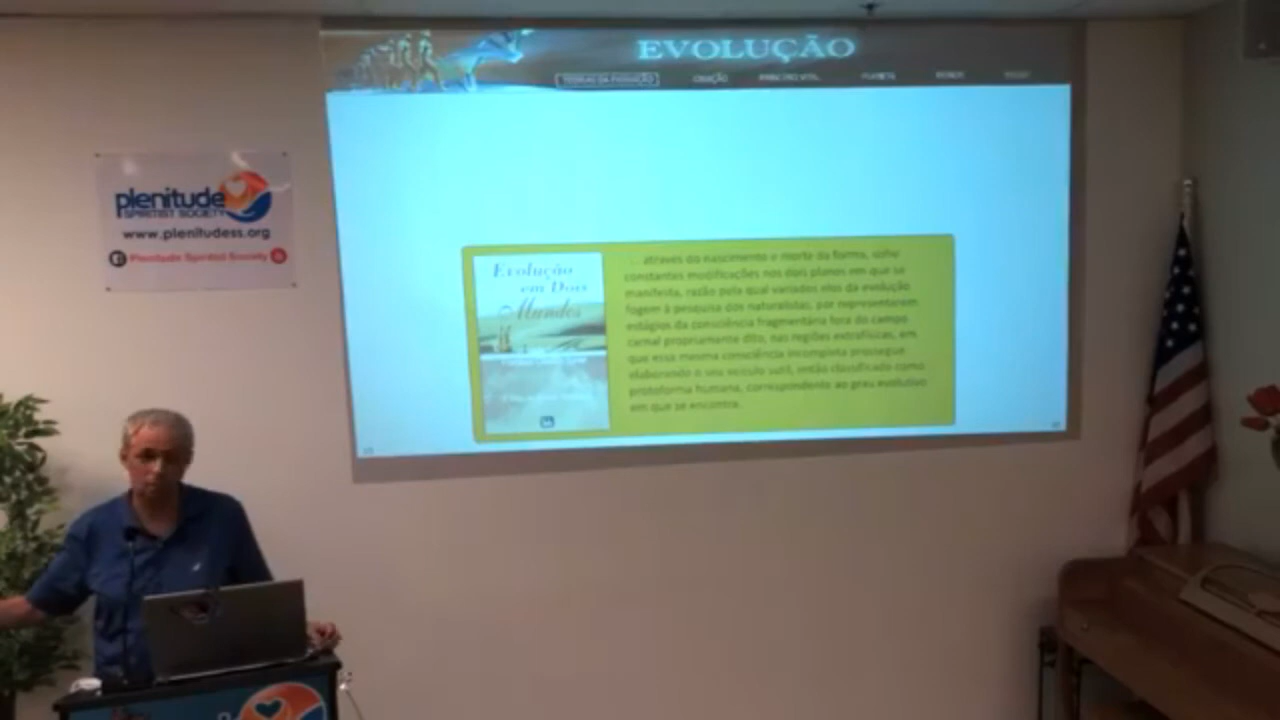 EVOLUÇÃO
TEORIAS DA EVOLUÇÃO CRIAÇÃO PRINCÍPIO VITAL PLANETA
plenitude
SPIRITIST SOCIETY
www.plenitudess.org
Plenitude Spiritist Society
Evolução
em Dois
Mundos
... através do nascimento e morte da forma, sofre
constantes modificações nos dois planos em que se
manifesta, razão pela qual variados elos da evolução
fogem à pesquisa dos naturalistas, por representarem
estágios da consciência fragmentária fora do campo
carnal propriamente dito, nas regiões extrafísicas, em
que essa mesma consciência incompleta prossegue
elaborando o seu veículo sutil, então classificado como
protoforma humana, correspondente ao grau evolutivo
em que se encontra.
plenitude